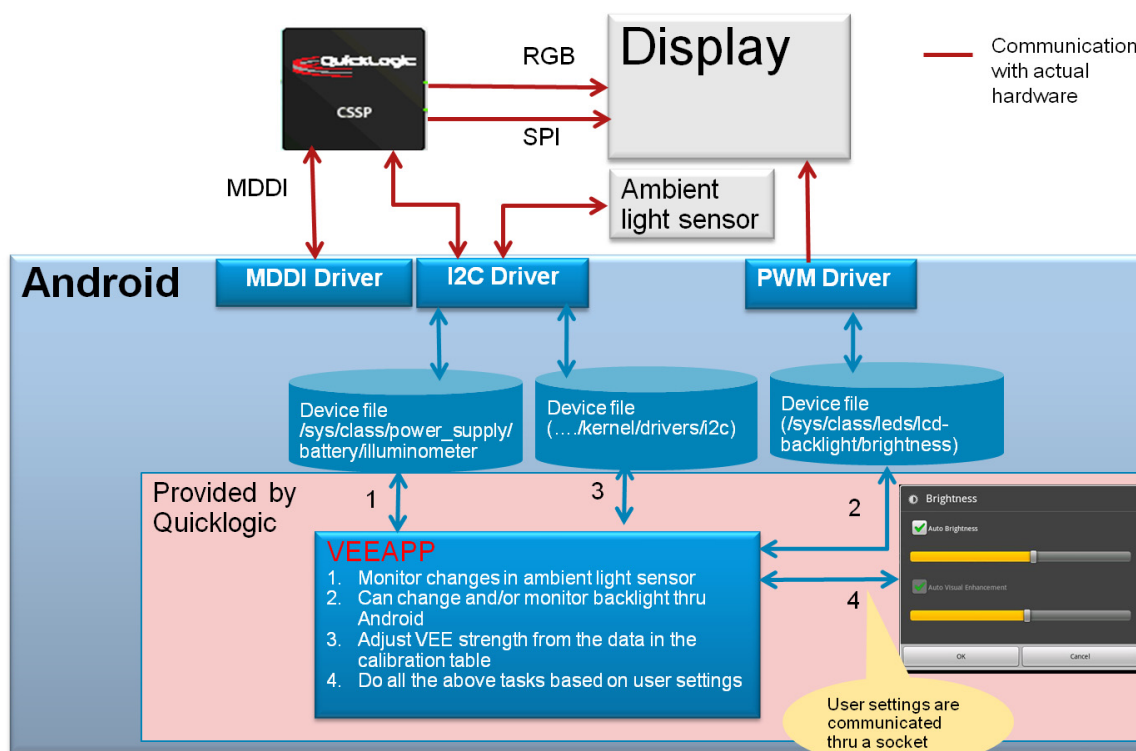 QuickLogic
CSSP
RGB
SPI
Display
Communication
with actual
hardware
MDDI
Ambient
light sensor
Android
MDDI Driver
I2C Driver
PWM Driver
Device file
/sys/class/power_supply/
battery/illuminometer
Device file
(..../kernel/drivers/i2c)
Device file
(/sys/class/leds/lcd-
backlight/brightness)
Provided by
Quicklogic
1
3
2
4
VEEAPP
1. Monitor changes in ambient light sensor
2. Can change and/or monitor backlight thru
Android
3. Adjust VEE strength from the data in the
calibration table
4. Do all the above tasks based on user settings
Brightness
Auto Brightness
Auto Visual Enhancement
OK
Cancel
User settings are
communicated
thru a socket